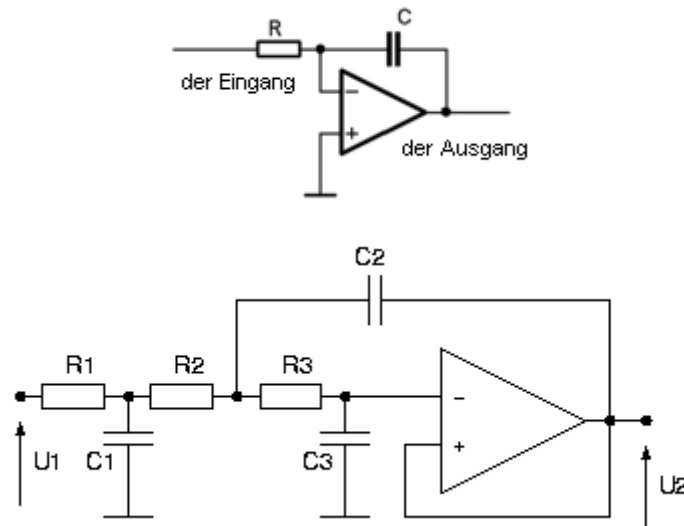 R
C
−
+
der Eingang
der Ausgang
C2
R1
R2
R3
−
+
U1
C1
C3
U2